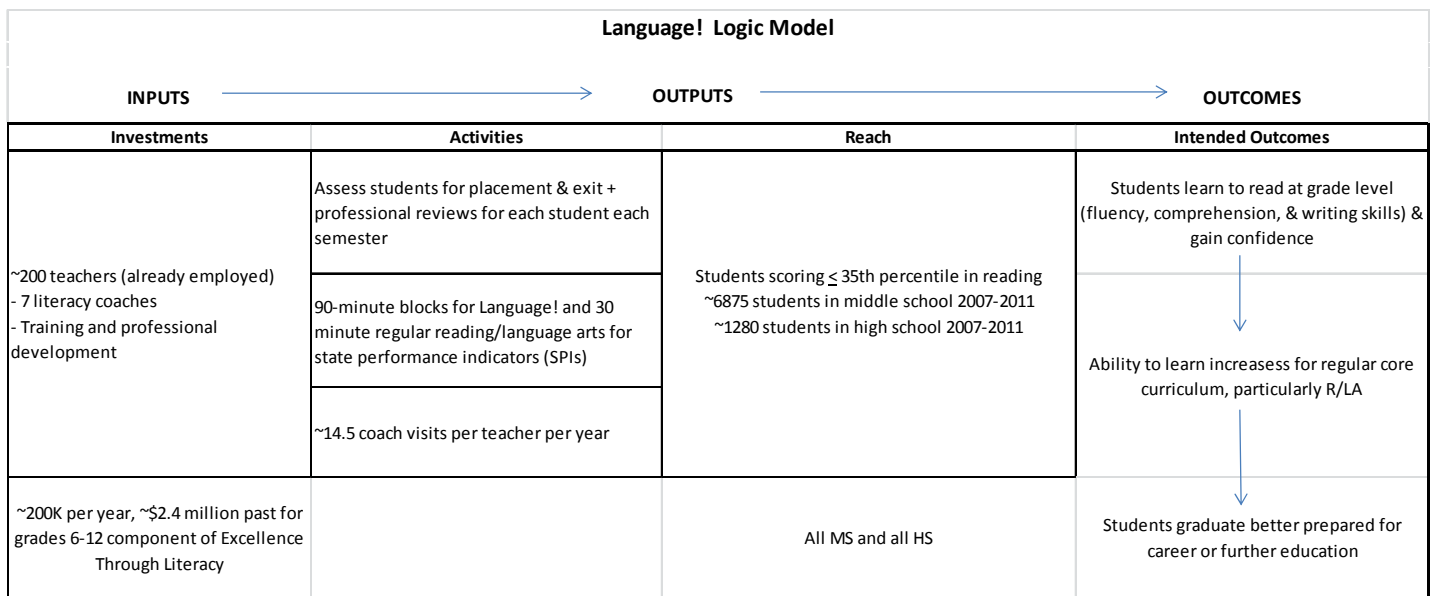 Language!  Logic Model
INPUTS
OUTPUTS
OUTCOMES
Investments
Activities
Reach
Intended Outcomes
~200 teachers (already employed)
- 7 literacy coaches
- Training and professional
development
Assess students for placement & exit +
professional reviews for each student each
semester
90-minute blocks for Language! and 30
minute regular reading/language arts for
state performance indicators (SPIs)
~14.5 coach visits per teacher per year
Students scoring ≤ 35th percentile in reading
~6875 students in middle school 2007-2011
~1280 students in high school 2007-2011
Students learn to read at grade level
(fluency, comprehension, & writing skills) &
gain confidence
Ability to learn increasess for regular core
curriculum, particularly R/LA
~200K per year, ~$2.4 million past for
grades 6-12 component of Excellence
Through Literacy
All MS and all HS
Students graduate better prepared for
career or further education